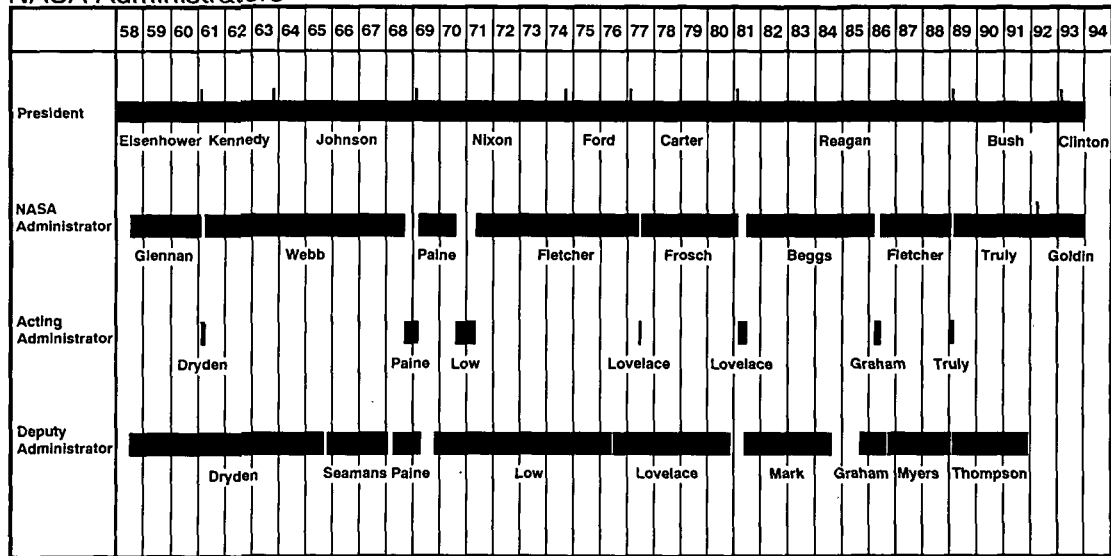 NASA Administrators
58 59 60 61 62 63 64 65 66 67 68 69 70 71 72 73 74 75 76 77 78 79 80 81 82 83 84 85 86 87 88 89 90 91 92 93 94
President
Eisenhower Kennedy Johnson Nixon Ford Carter Reagan Bush Clinton
NASA
Administrator
Glennan Webb Paine Fletcher Frosch Beggs Fletcher Truly Goldin
Acting
Administrator
Dryden Paine Low Lovelace Lovelace Graham Truly
Deputy
Administrator
Dryden Seamans Paine Low Lovelace Mark Graham Myers Thompson